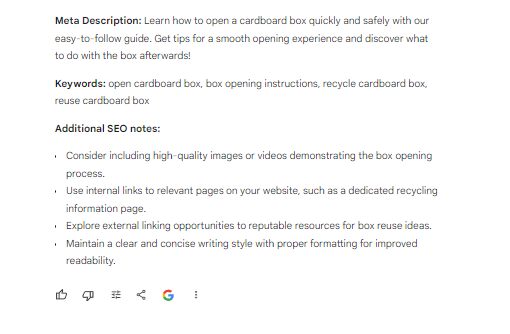 Meta Description: Learn how to open a cardboard box quickly and safely with our
easy-to-follow guide. Get tips for a smooth opening experience and discover what
to do with the box afterwards!
Keywords: open cardboard box, box opening instructions, recycle cardboard box,
reuse cardboard box
Additional SEO notes:
Consider including high-quality images or videos demonstrating the box opening
process.
Use internal links to relevant pages on your website, such as a dedicated recycling
information page.
Explore external linking opportunities to reputable resources for box reuse ideas.
Maintain a clear and concise writing style with proper formatting for improved
readability.